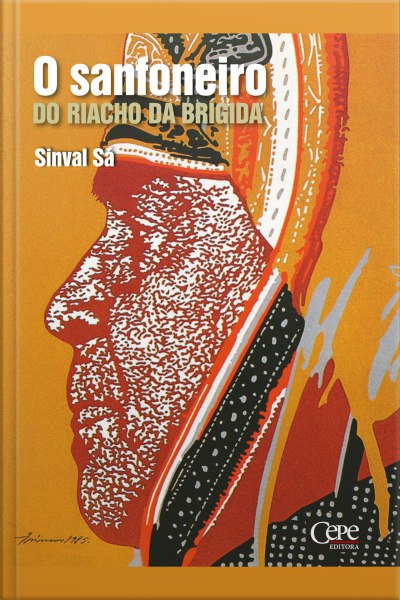 O sanfoneiro
DO RIACHO DA BRÍGIDA
Sinval Sá
Cepe
EDITORA